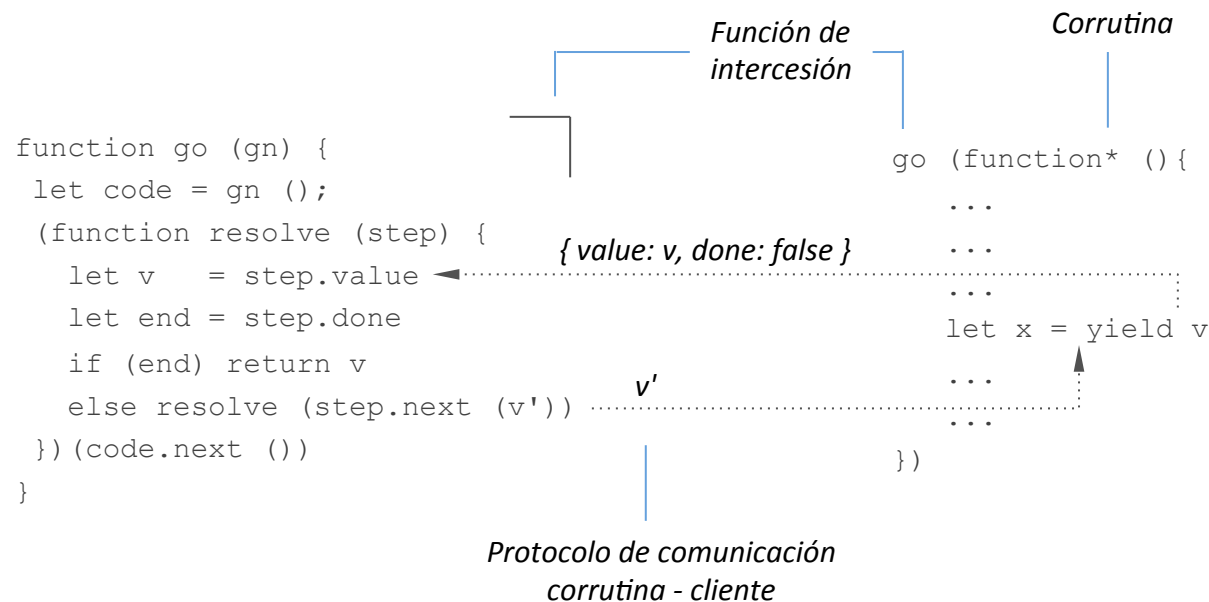 Función de
intercesión
Corrutina
function go (gn) {
let code = gn ();
(function resolve (step) {
let v   = step.value
let end = step.done
if (end) return v
else resolve (step.next (v'))
})(code.next ())
}
{ value: v, done: false }
v'
go (function* (){
...
...
...
let x = yield v
...
...
})
Protocolo de comunicación
corrutina - cliente